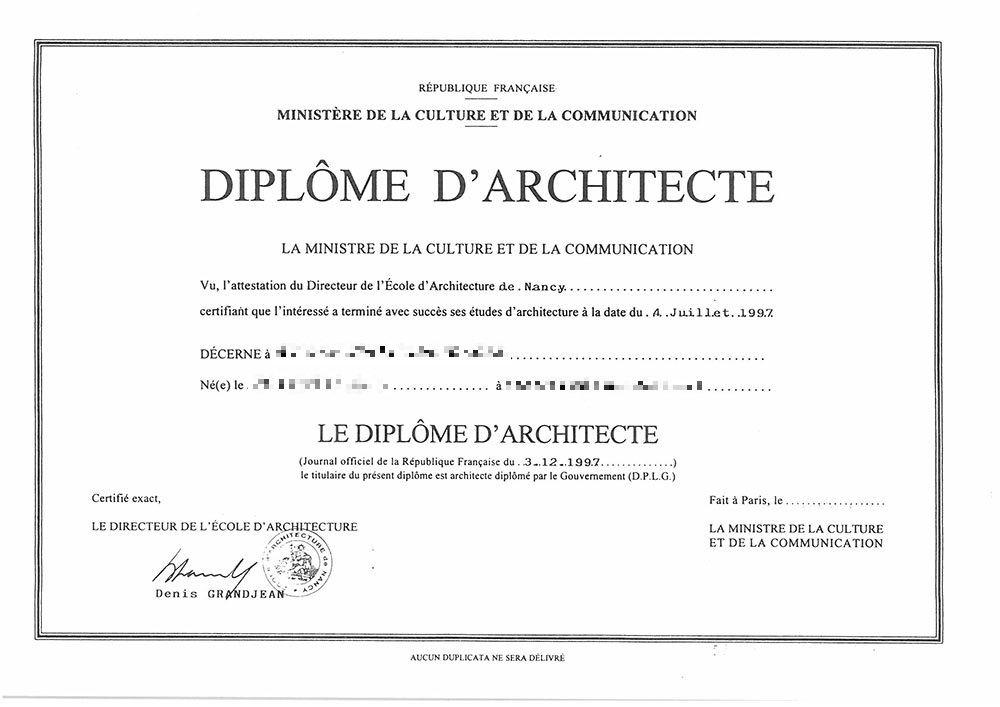 RÉPUBLIQUE FRANÇAISE
MINISTÈRE DE LA CULTURE ET DE LA COMMUNICATION
DIPLÔME D'ARCHITECTE
LA MINISTRE DE LA CULTURE ET DE LA COMMUNICATION
Vu, l'attestation du Directeur de l'École d'Architecture de . Nancy...............................
certifiant que l'intéressé a terminé avec succès ses études d'architecture à la date du . 4. Juillet. .1997
DÉCERNE à
Né(e) le . ............... à ..........
LE DIPLÔME D'ARCHITECTE
(Journal officiel de la République Française du . .3..12..1997.............)
le titulaire du présent diplôme est architecte diplômé par le Gouvernement (D.P.L.G.)
Certifié exact,
LE DIRECTEUR DE L'ÉCOLE D'ARCHITECTURE
ARCHITECTURE de NANCY
Denis GRANDJEAN
Fait à Paris, le ...................
LA MINISTRE DE LA CULTURE
ET DE LA COMMUNICATION
AUCUN DUPLICATA NE SERA DÉLIVRÉ